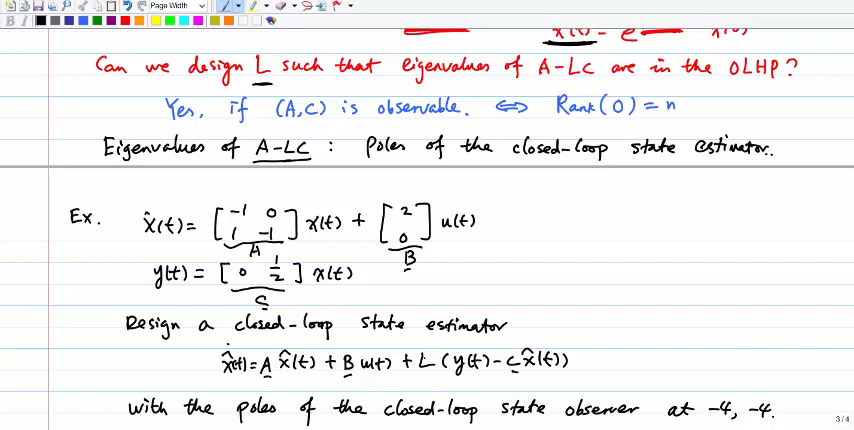 Page Width
B I
x̃(t) = e x̃(0)
Can we design L such that eigenvalues of A-LC are in the OLHP?
Yes, if (A,C) is observable. ⇔ Rank(O) = n
Eigenvalues of A-LC : Poles of the closed-loop state estimator.
Ex. ẋ(t) = [-1 0; 1 -1] x(t) + [2; 0] u(t)
A B
y(t) = [0 1/2] x(t)
C
Design a closed-loop state estimator
x̂̇(t) = A x̂(t) + B u(t) + L (y(t) - C x̂(t))
with the poles of the closed-loop state observer at -4, -4.
3 / 4